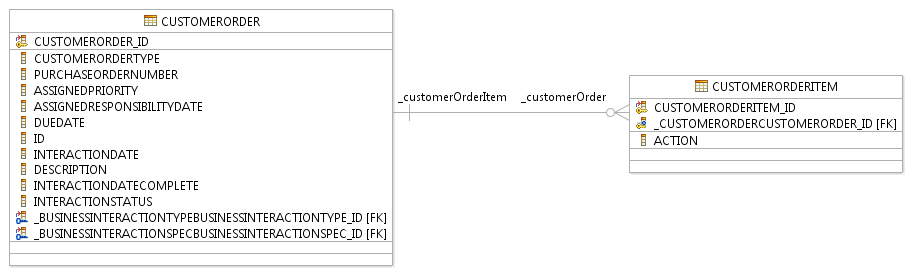 CUSTOMERORDER
CUSTOMERORDER_ID
CUSTOMERORDERTYPE
PURCHASEORDERNUMBER
ASSIGNEDPRIORITY
ASSIGNEDRESPONSIBILITYDATE
DUEDATE
ID
INTERACTIONDATE
DESCRIPTION
INTERACTIONDATECOMPLETE
INTERACTIONSTATUS
_BUSINESSINTERACTIONTYPEBUSINESSINTERACTIONTYPE_ID [FK]
_BUSINESSINTERACTIONSPECBUSINESSINTERACTIONSPEC_ID [FK]
_customerOrderItem _customerOrder
CUSTOMERORDERITEM
CUSTOMERORDERITEM_ID
_CUSTOMERORDERCUSTOMERORDER_ID [FK]
ACTION